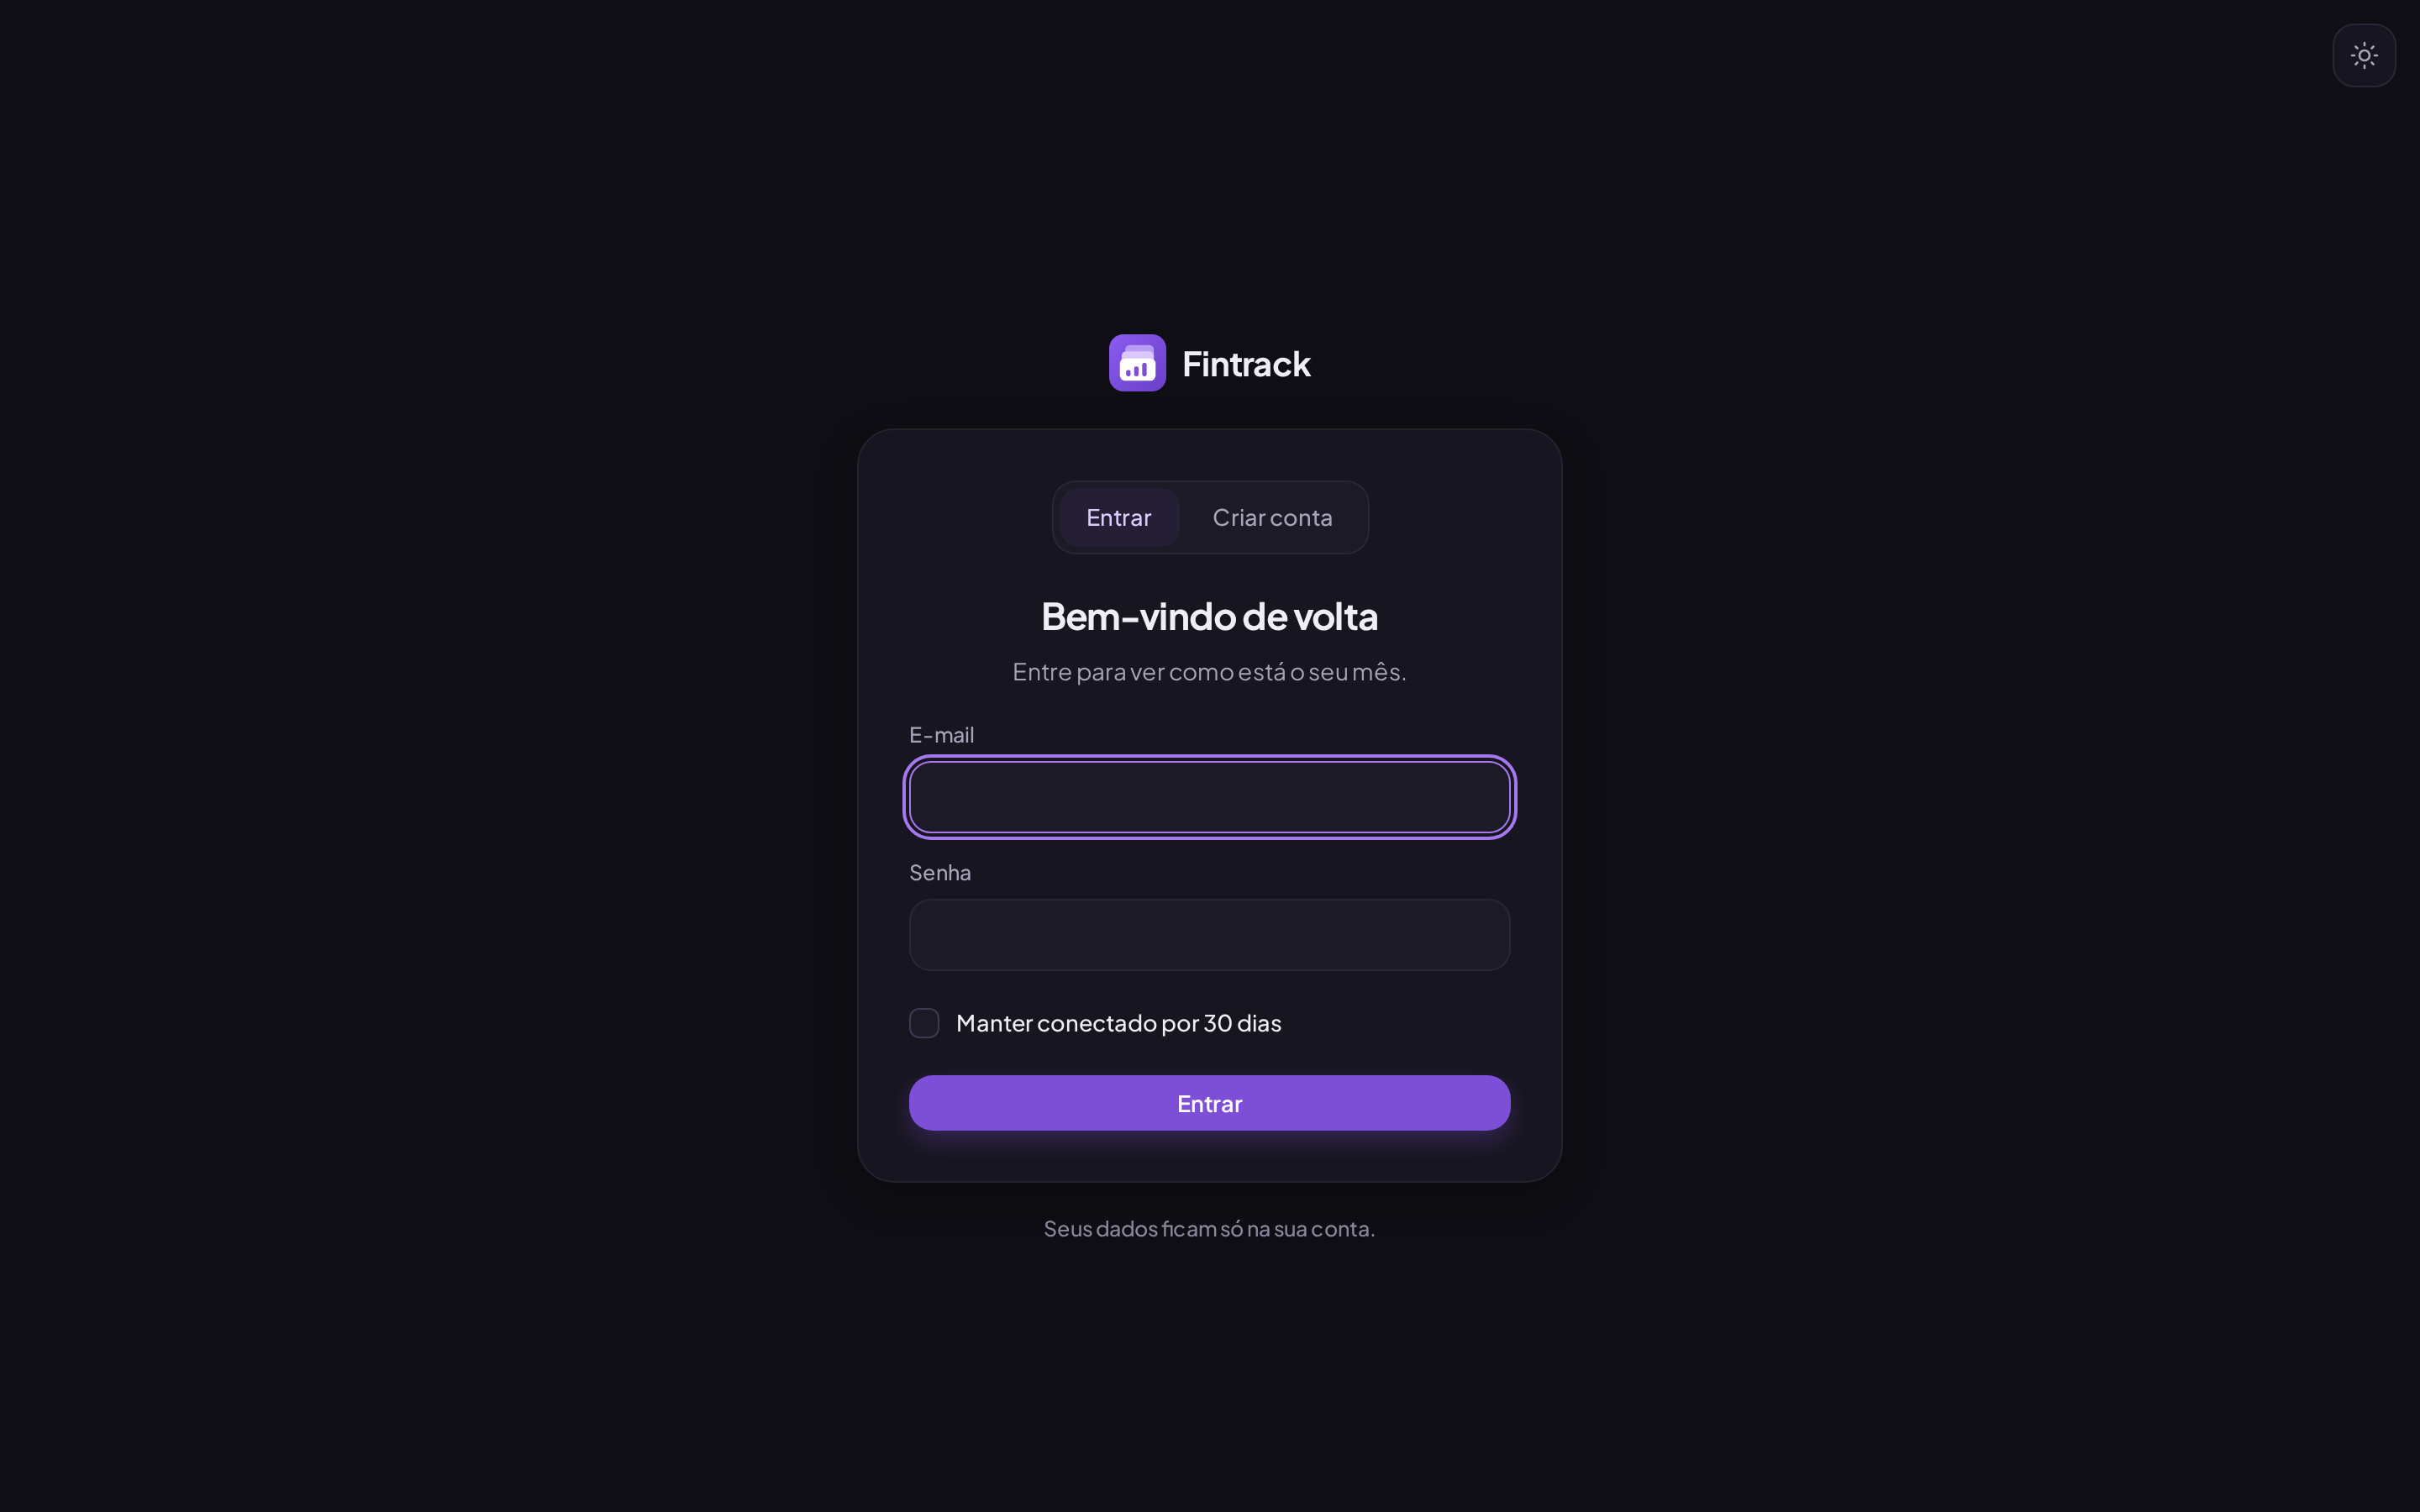 Fintrack
Entrar
Criar conta
Bem-vindo de volta
Entre para ver como está o seu mês.
E-mail
Senha
Manter conectado por 30 dias
Entrar
Seus dados ficam só na sua conta.